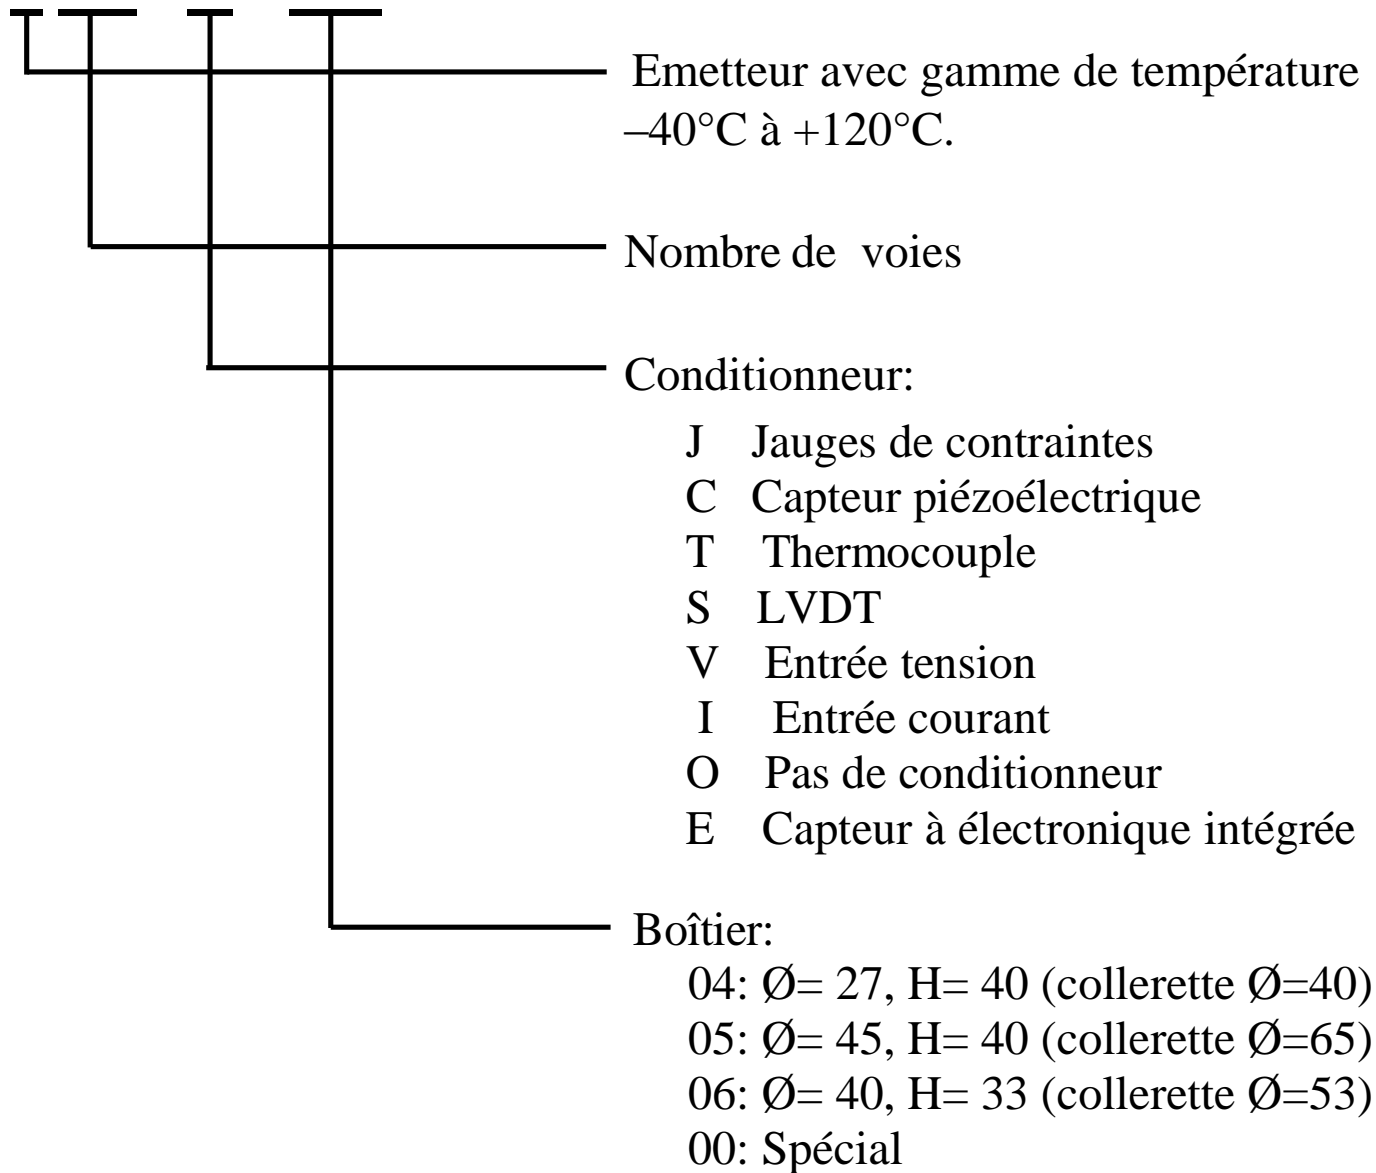 Emetteur avec gamme de température
–40°C à +120°C.
Nombre de voies
Conditionneur:
J Jauges de contraintes
C Capteur piézoélectrique
T Thermocouple
S LVDT
V Entrée tension
I Entrée courant
O Pas de conditionneur
E Capteur à électronique intégrée
Boîtier:
04: Ø= 27, H= 40 (collerette Ø=40)
05: Ø= 45, H= 40 (collerette Ø=65)
06: Ø= 40, H= 33 (collerette Ø=53)
00: Spécial